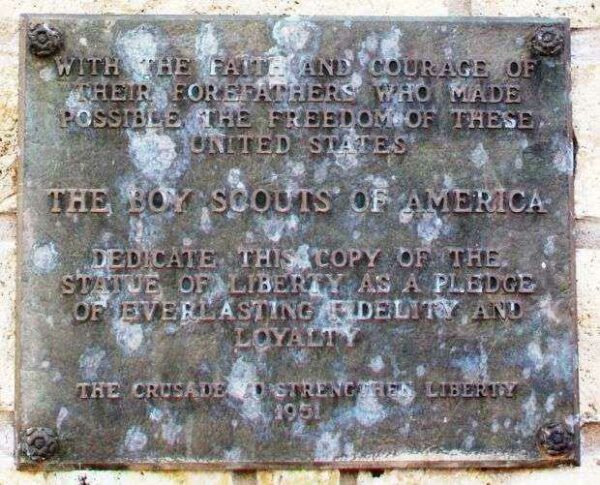 WITH THE FAITH AND COURAGE OF
THEIR FOREFATHERS WHO MADE
POSSIBLE THE FREEDOM OF THESE
UNITED STATES
THE BOY SCOUTS OF AMERICA
DEDICATE THIS COPY OF THE
STATUE OF LIBERTY AS A PLEDGE
OF EVERLASTING FIDELITY AND
LOYALTY
THE CRUSADE TO STRENGTHEN LIBERTY
1951